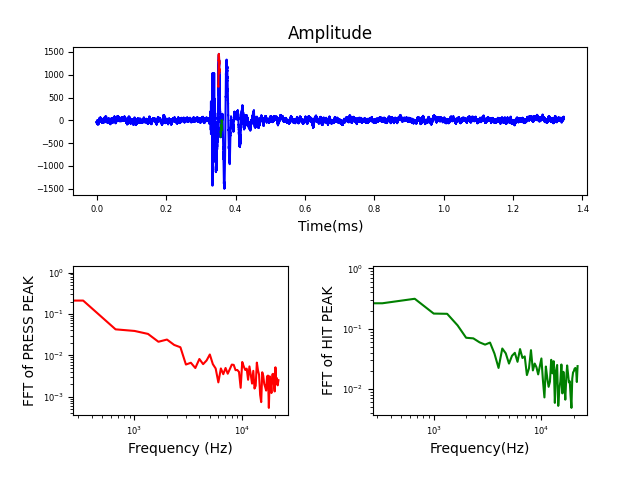 Amplitude
1500
1000
500
0
−500
−1000
−1500
0.0 0.2 0.4 0.6 0.8 1.0 1.2 1.4
Time(ms)
FFT of PRESS PEAK
10⁰
10⁻¹
10⁻²
10⁻³
10³ 10⁴
Frequency (Hz)
FFT of HIT PEAK
10⁰
10⁻¹
10⁻²
10³ 10⁴
Frequency(Hz)